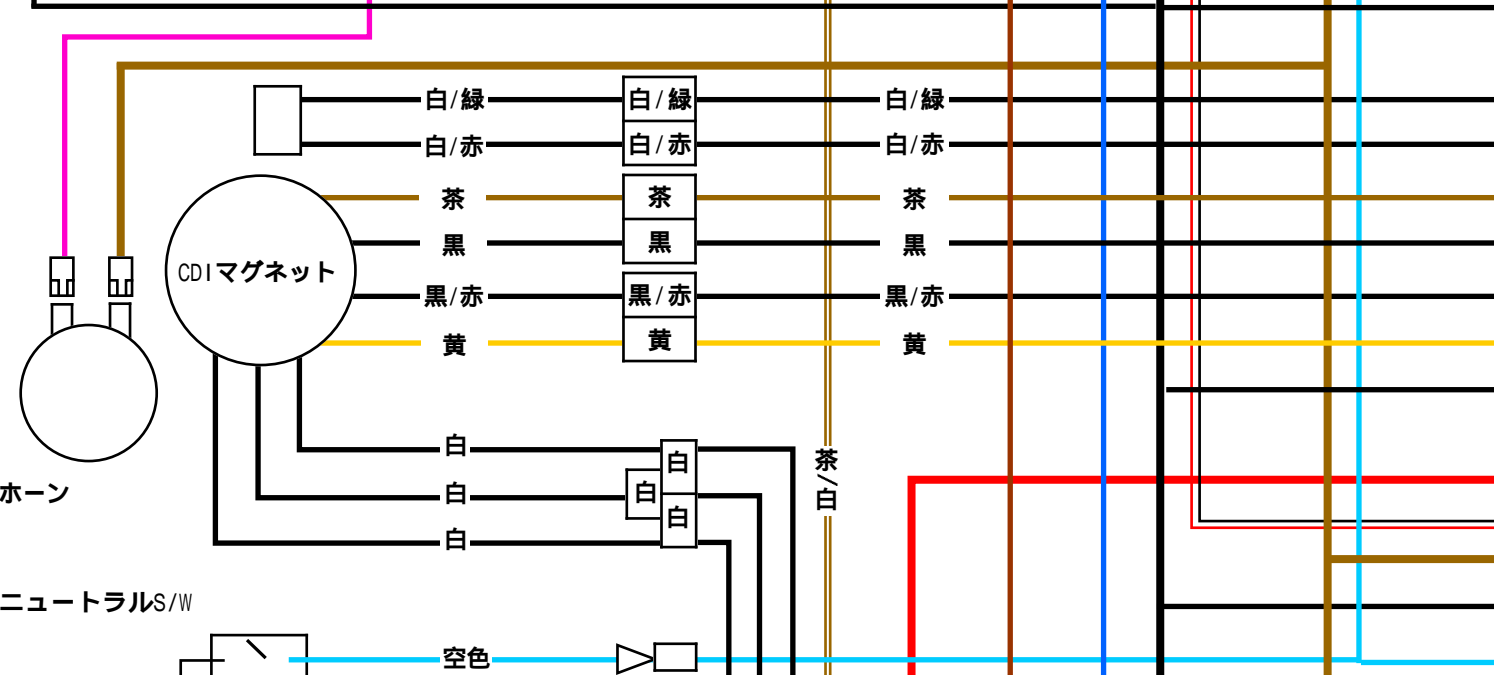 白/緑 白/緑 白/緑
白/赤 白/赤 白/赤
茶 茶 茶
黒 黒 黒
CDIマグネット
黒/赤 黒/赤 黒/赤
黄 黄 黄
白 白
白 白
白 白
茶/白
ホーン
ニュートラルS/W
空色